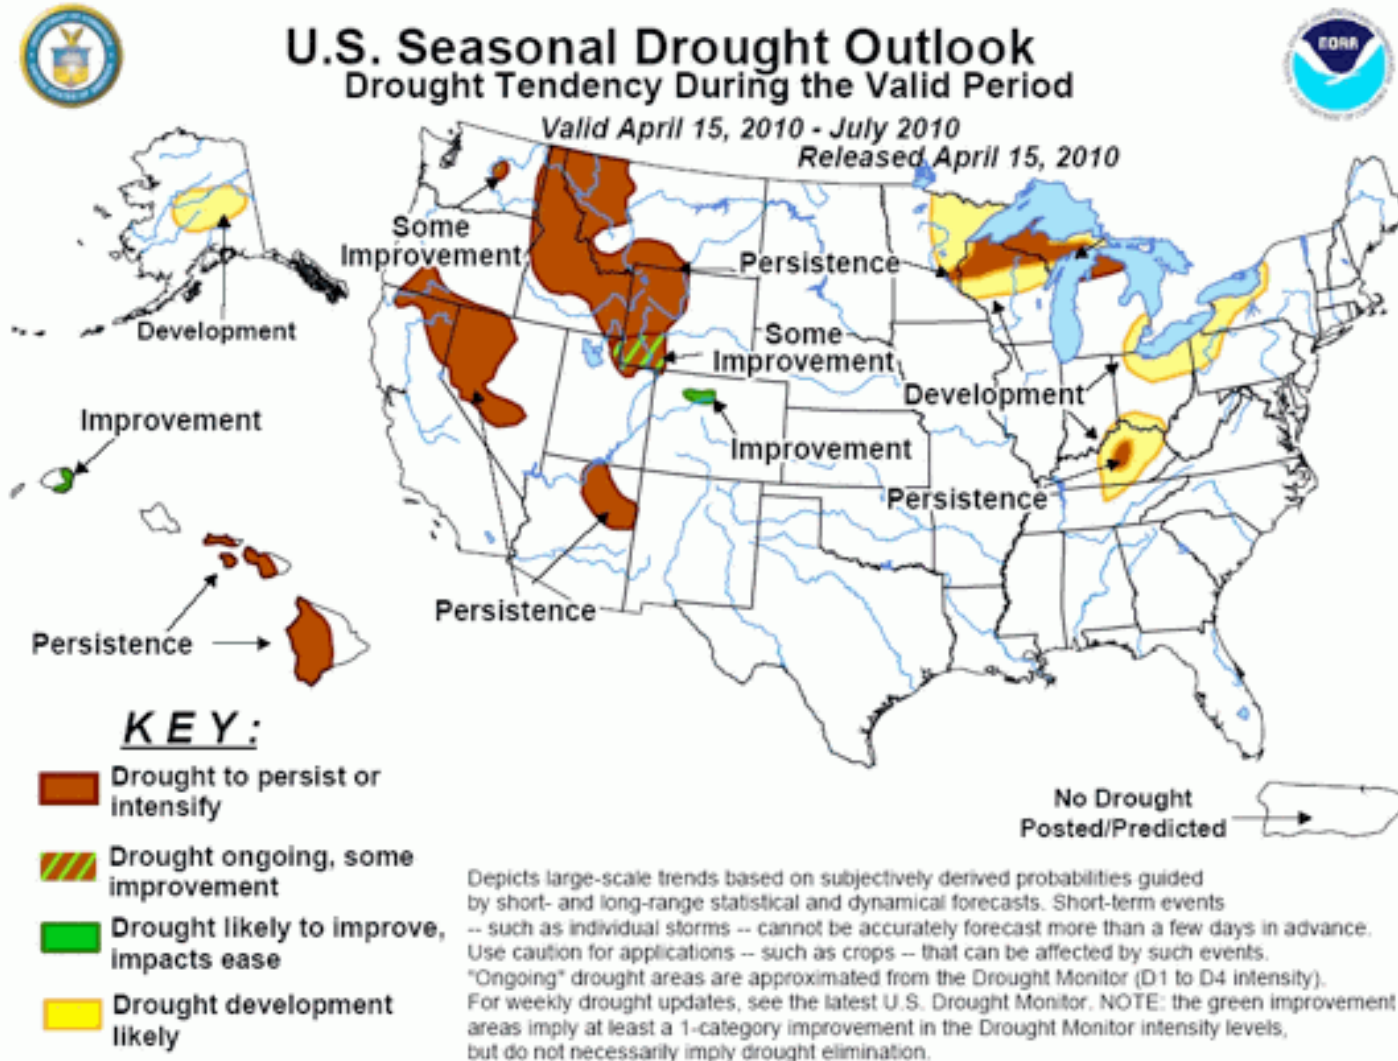 U.S. Seasonal Drought Outlook
Drought Tendency During the Valid Period
Valid April 15, 2010 - July 2010
Released April 15, 2010
NOAA
Some
Improvement
Persistence
Development
Some
Improvement
Development
Improvement
Improvement
Persistence
Persistence
Persistence
KEY:
Drought to persist or
intensify
No Drought
Posted/Predicted
Drought ongoing, some
improvement
Drought likely to improve,
impacts ease
Drought development
likely
Depicts large-scale trends based on subjectively derived probabilities guided
by short- and long-range statistical and dynamical forecasts. Short-term events
-- such as individual storms -- cannot be accurately forecast more than a few days in advance.
Use caution for applications -- such as crops -- that can be affected by such events.
"Ongoing" drought areas are approximated from the Drought Monitor (D1 to D4 intensity).
For weekly drought updates, see the latest U.S. Drought Monitor. NOTE: the green improvement
areas imply at least a 1-category improvement in the Drought Monitor intensity levels,
but do not necessarily imply drought elimination.